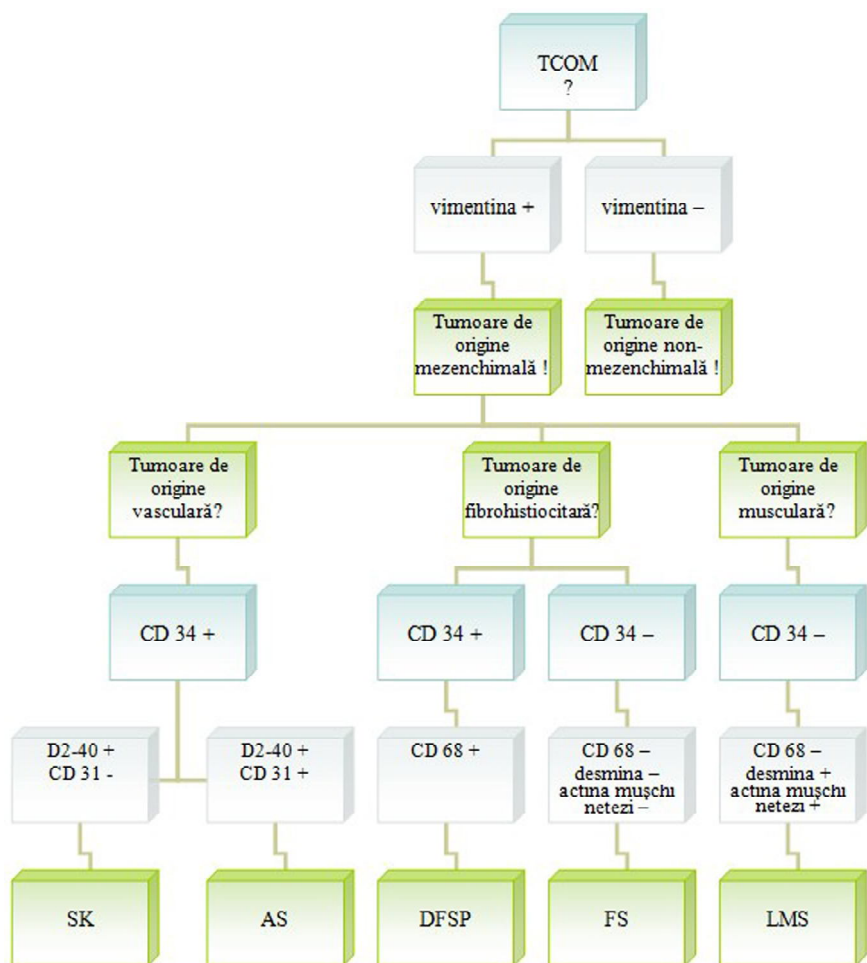 TCOM
?
vimentina +
vimentina –
Tumoare de
origine
mezenchimală !
Tumoare de
origine non-
mezenchimală !
Tumoare de
origine
vasculară?
Tumoare de
origine
fibrohistiocitară?
Tumoare de
origine
musculară?
CD 34 +
CD 34 +
CD 34 –
CD 34 –
D2-40 +
CD 31 -
D2-40 +
CD 31 +
CD 68 +
CD 68 –
desmina –
actina mușchi
netezi –
CD 68 –
desmina +
actina mușchi
netezi +
SK
AS
DFSP
FS
LMS